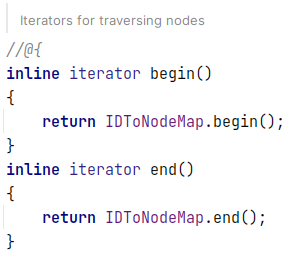 Iterators for traversing nodes
//@{
inline iterator begin()
{
    return IDToNodeMap.begin();
}
inline iterator end()
{
    return IDToNodeMap.end();
}